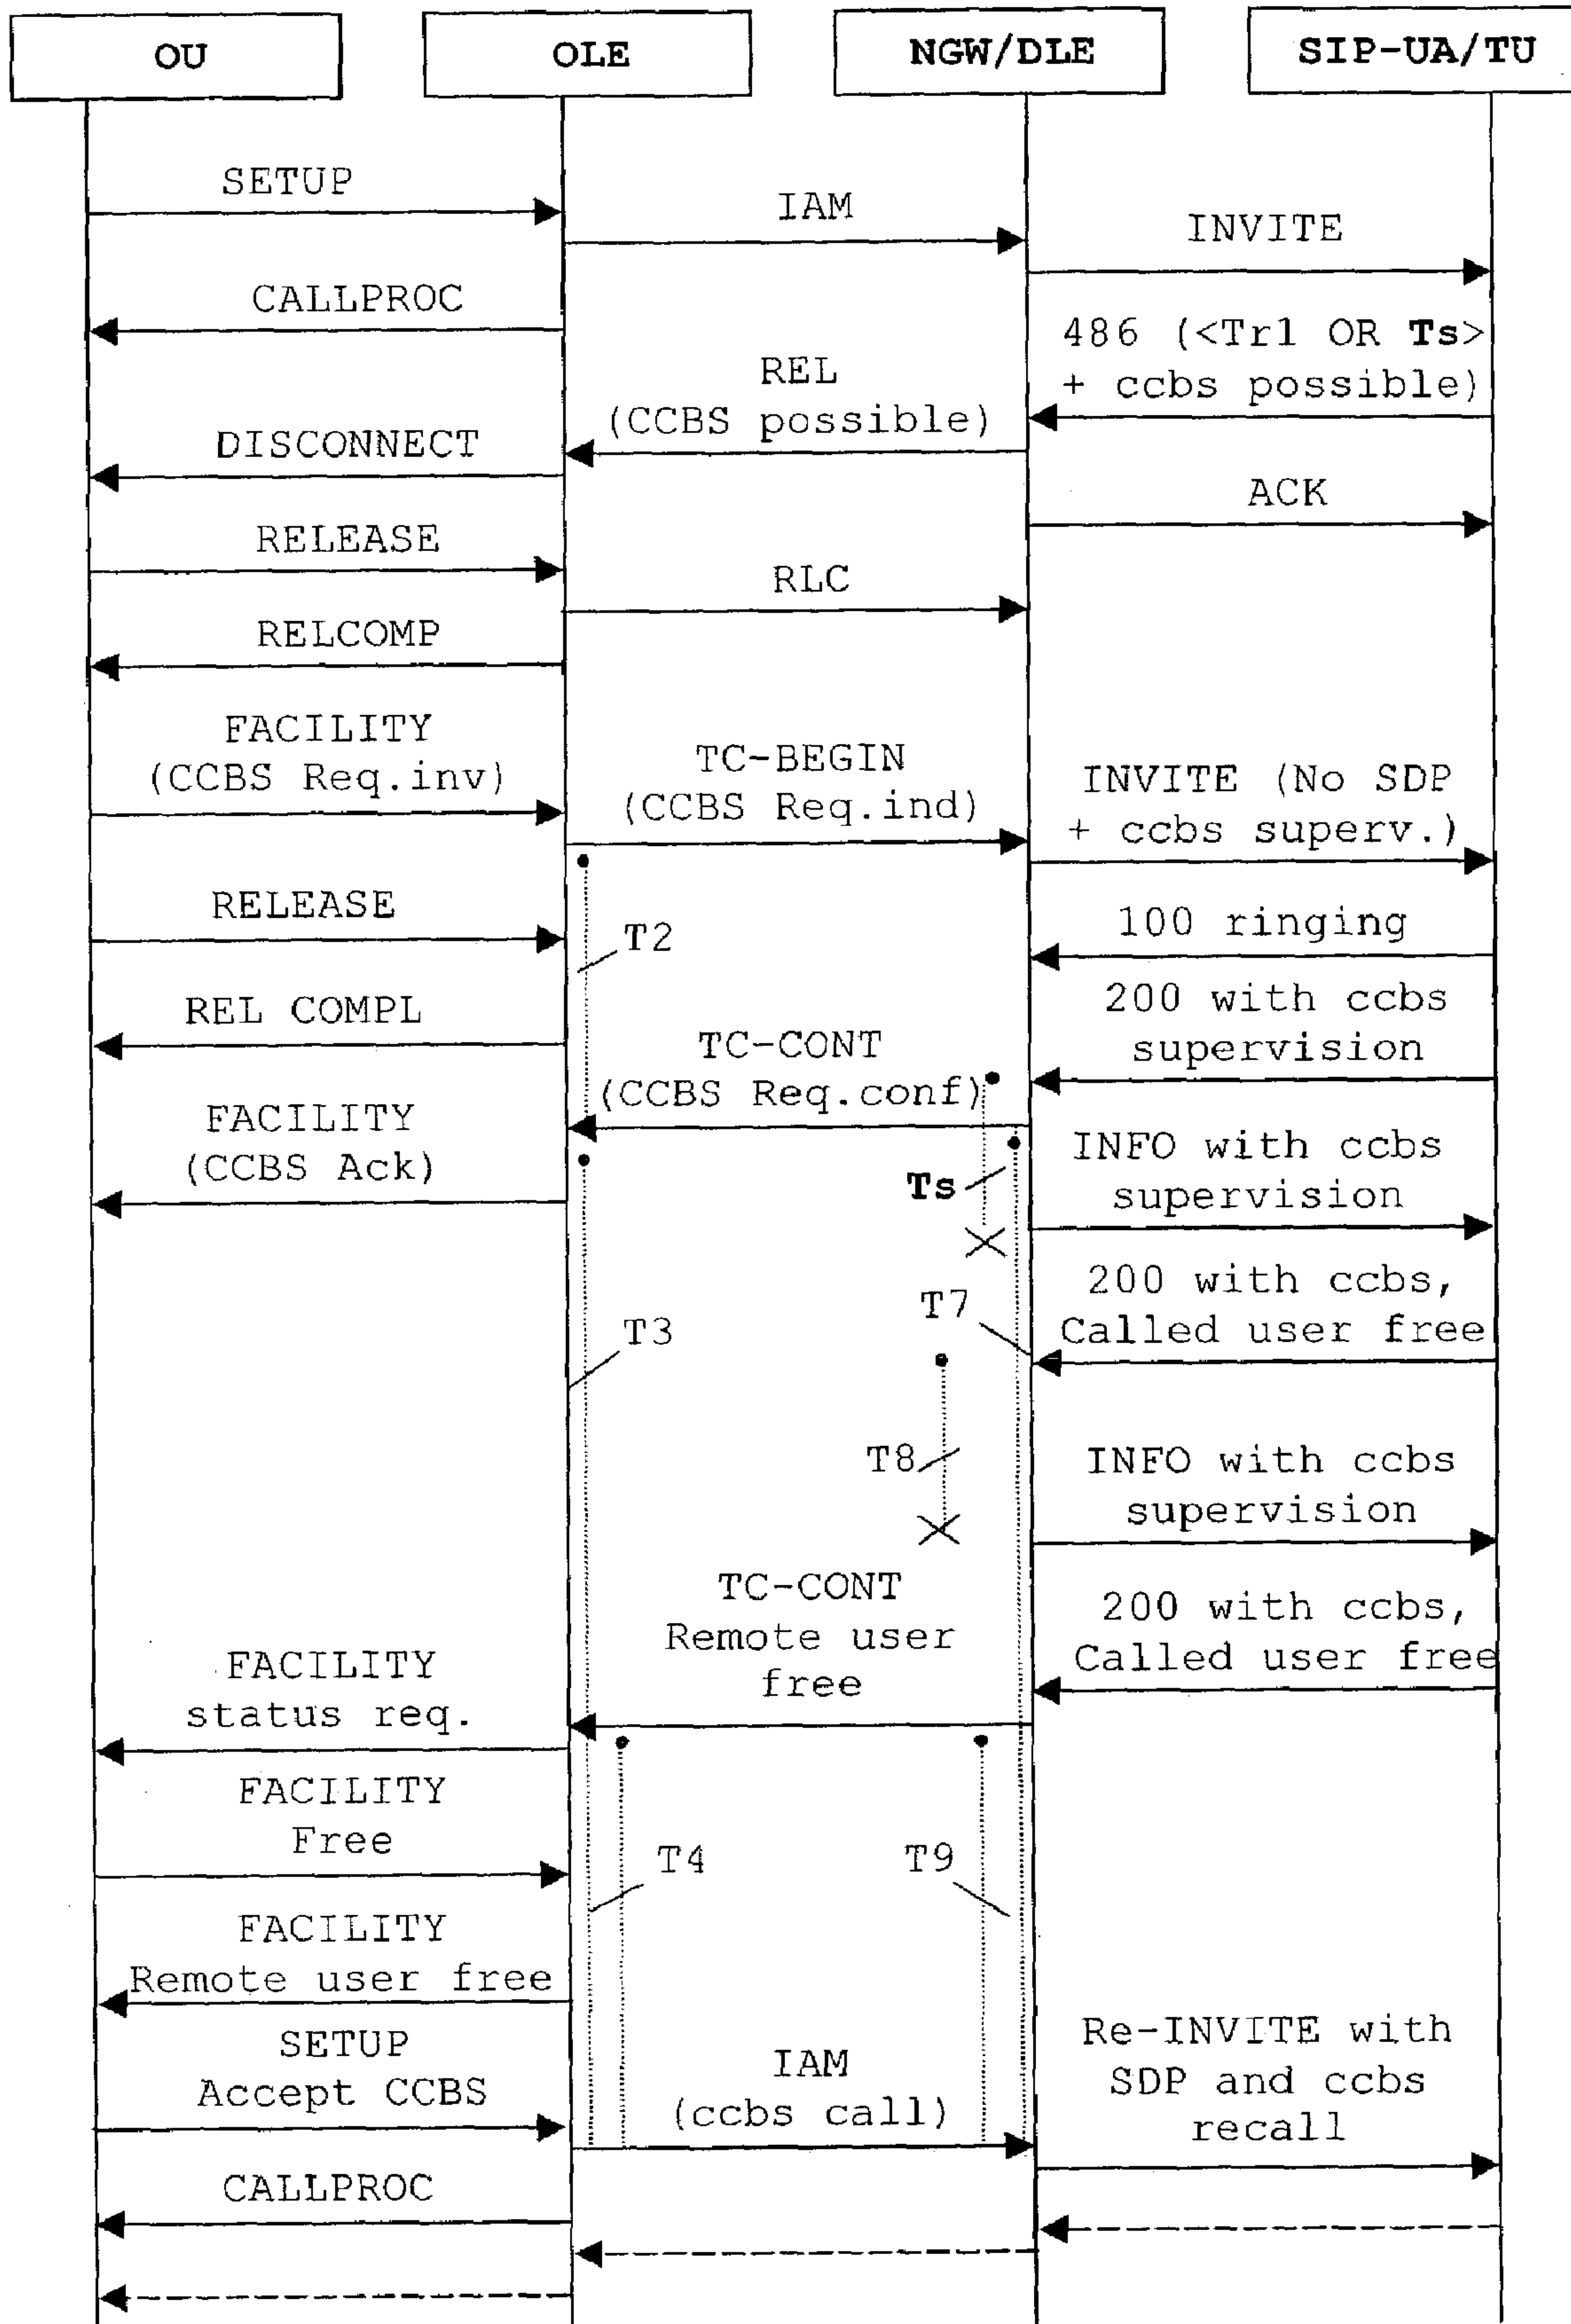 OU
OLE
NGW/DLE
SIP-UA/TU
SETUP
IAM
INVITE
CALLPROC
486 (<Tr1 OR Ts>
+ ccbs possible)
REL
(CCBS possible)
DISCONNECT
ACK
RELEASE
RLC
RELCOMP
FACILITY
(CCBS Req.inv)
TC-BEGIN
(CCBS Req.ind)
INVITE (No SDP
+ ccbs superv.)
RELEASE
T2
100 ringing
REL COMPL
200 with ccbs
supervision
TC-CONT
(CCBS Req.conf)
FACILITY
(CCBS Ack)
Ts
INFO with ccbs
supervision
T3
T7
200 with ccbs,
Called user free
T8
INFO with ccbs
supervision
TC-CONT
Remote user
free
200 with ccbs,
Called user free
FACILITY
status req.
FACILITY
Free
T4
T9
FACILITY
Remote user free
SETUP
Accept CCBS
IAM
(ccbs call)
Re-INVITE with
SDP and ccbs
recall
CALLPROC